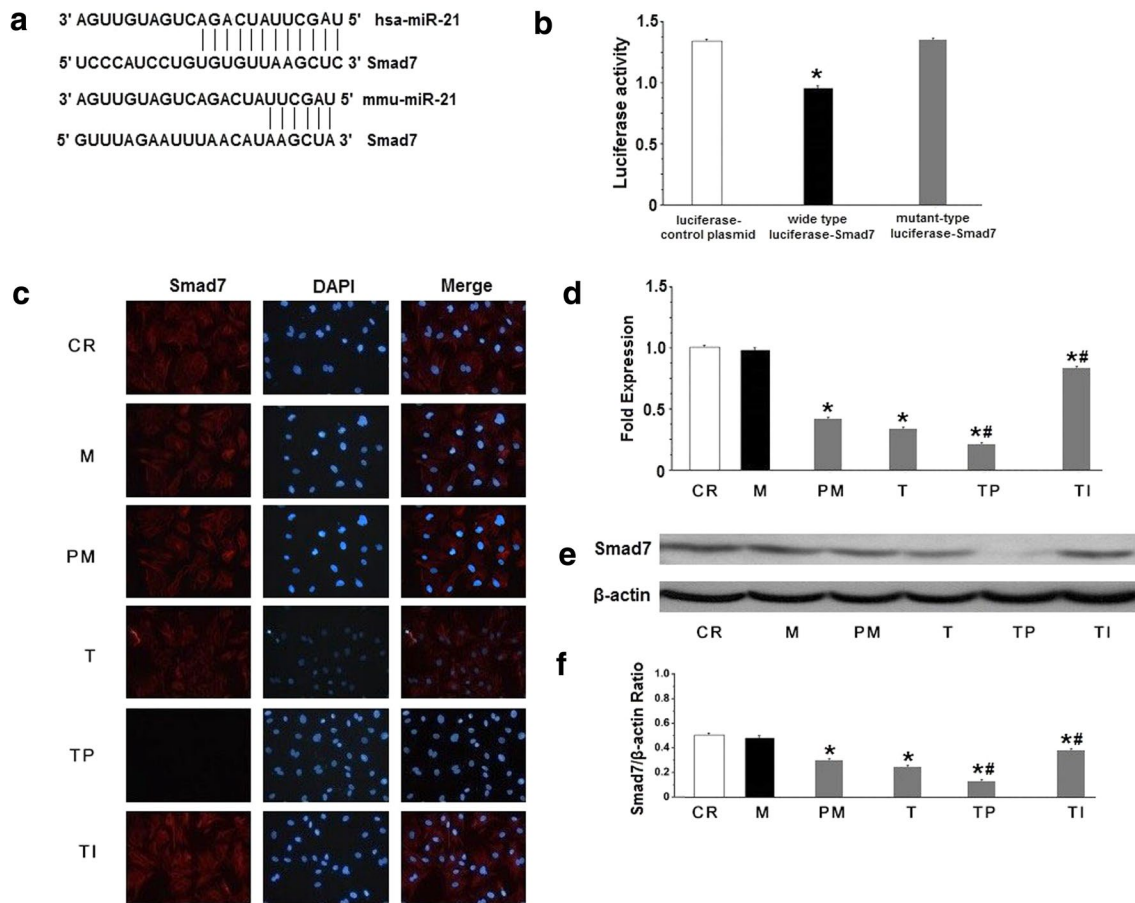 a
3' AGUUGUAGUCAGACUAUUCGAU 5' hsa-miR-21
5' UCCCAUCCUGUGUGUUAAGCUC 3' Smad7
3' AGUUGUAGUCAGACUAUUCGAU 5' mmu-miR-21
5' GUUUAGAAUUUAACAUAAGCUA 3' Smad7
b
Luciferase activity
1.5
1.0
0.5
0
*
luciferase-
control plasmid
wide type
luciferase-Smad7
mutant-type
luciferase-Smad7
c
Smad7 DAPI Merge
CR
M
PM
T
TP
TI
d
Fold Expression
1.5
1.0
0.5
0
* * *# *#
CR M PM T TP TI
e
Smad7
β-actin
CR M PM T TP TI
f
Smad7/β-actin Ratio
1.0
0.8
0.6
0.4
0.2
0
* * *# *#
CR M PM T TP TI